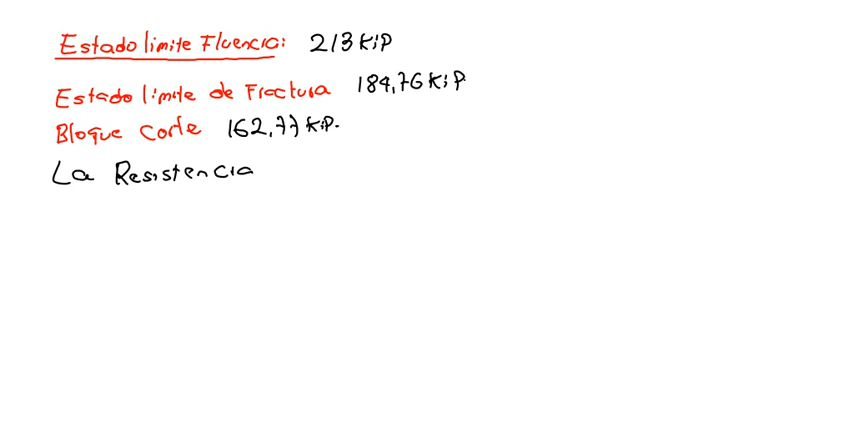 Estado limite Fluencia: 213 KiP
Estado limite de Fractura 184,76 KiP
Bloque Corte 162,77 KiP.
La Resistencia